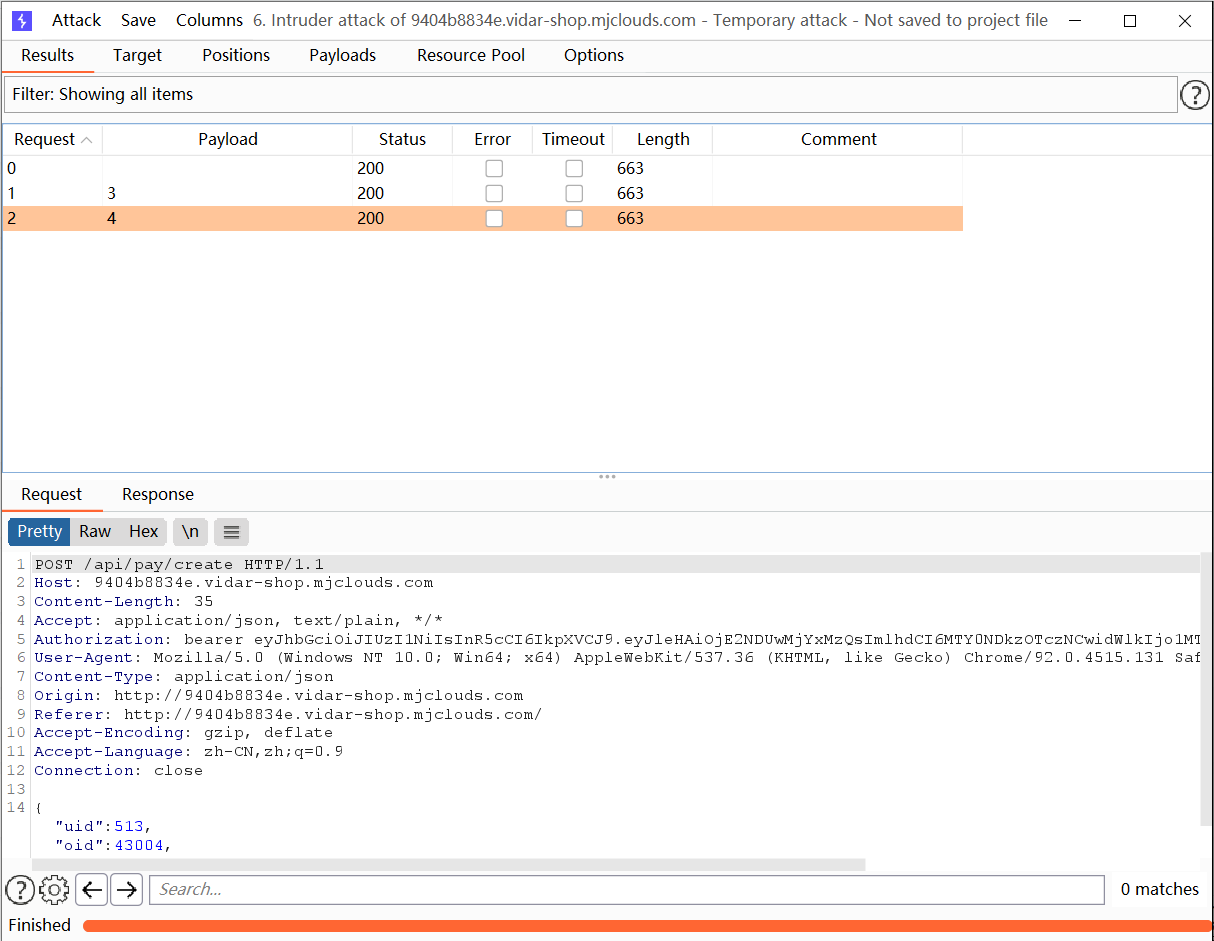 Attack Save Columns 6. Intruder attack of 9404b8834e.vidar-shop.mjclouds.com - Temporary attack - Not saved to project file
Results Target Positions Payloads Resource Pool Options
Filter: Showing all items
?
Request Payload Status Error Timeout Length Comment
0 200 663
1 3 200 663
2 4 200 663
Request Response
Pretty Raw Hex \n
1 POST /api/pay/create HTTP/1.1
2 Host: 9404b8834e.vidar-shop.mjclouds.com
3 Content-Length: 35
4 Accept: application/json, text/plain, */*
5 Authorization: bearer eyJhbGciOiJIUzI1NiIsInR5cCI6IkpXVCJ9.eyJleHAiOjE2NDUwMjYxMzQsImlhdCI6MTY0NDkzOTczNCwidWlkIjo1MT
6 User-Agent: Mozilla/5.0 (Windows NT 10.0; Win64; x64) AppleWebKit/537.36 (KHTML, like Gecko) Chrome/92.0.4515.131 Saf
7 Content-Type: application/json
8 Origin: http://9404b8834e.vidar-shop.mjclouds.com
9 Referer: http://9404b8834e.vidar-shop.mjclouds.com/
10 Accept-Encoding: gzip, deflate
11 Accept-Language: zh-CN,zh;q=0.9
12 Connection: close
13
14 {
"uid":513,
"oid":43004,
? Search... 0 matches
Finished